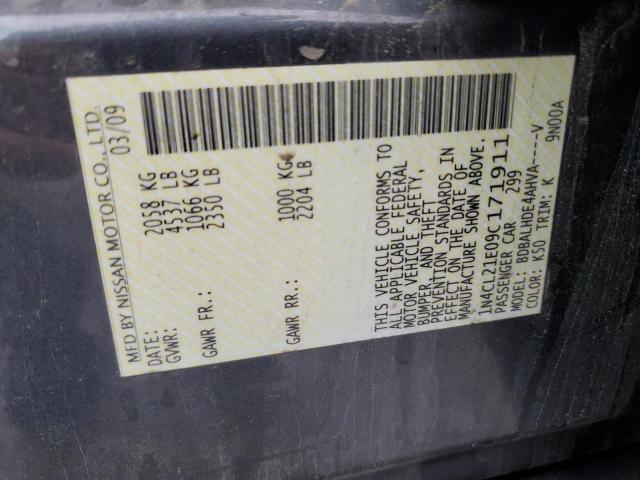 MFD BY NISSAN MOTOR CO., LTD.
DATE: 03/09
GVWR: 2058 KG
4537 LB
GAWR FR.: 1066 KG
2350 LB
GAWR RR.: 1000 KG
2204 LB
THIS VEHICLE CONFORMS TO
ALL APPLICABLE FEDERAL
MOTOR VEHICLE SAFETY,
BUMPER, AND THEFT
PREVENTION STANDARDS IN
EFFECT ON THE DATE OF
MANUFACTURE SHOWN ABOVE.
1N4CL21E09C171911
PASSENGER CAR 299
MODEL: BDBALHDE4AHVA----V
COLOR: K50 TRIM: K 9N00A